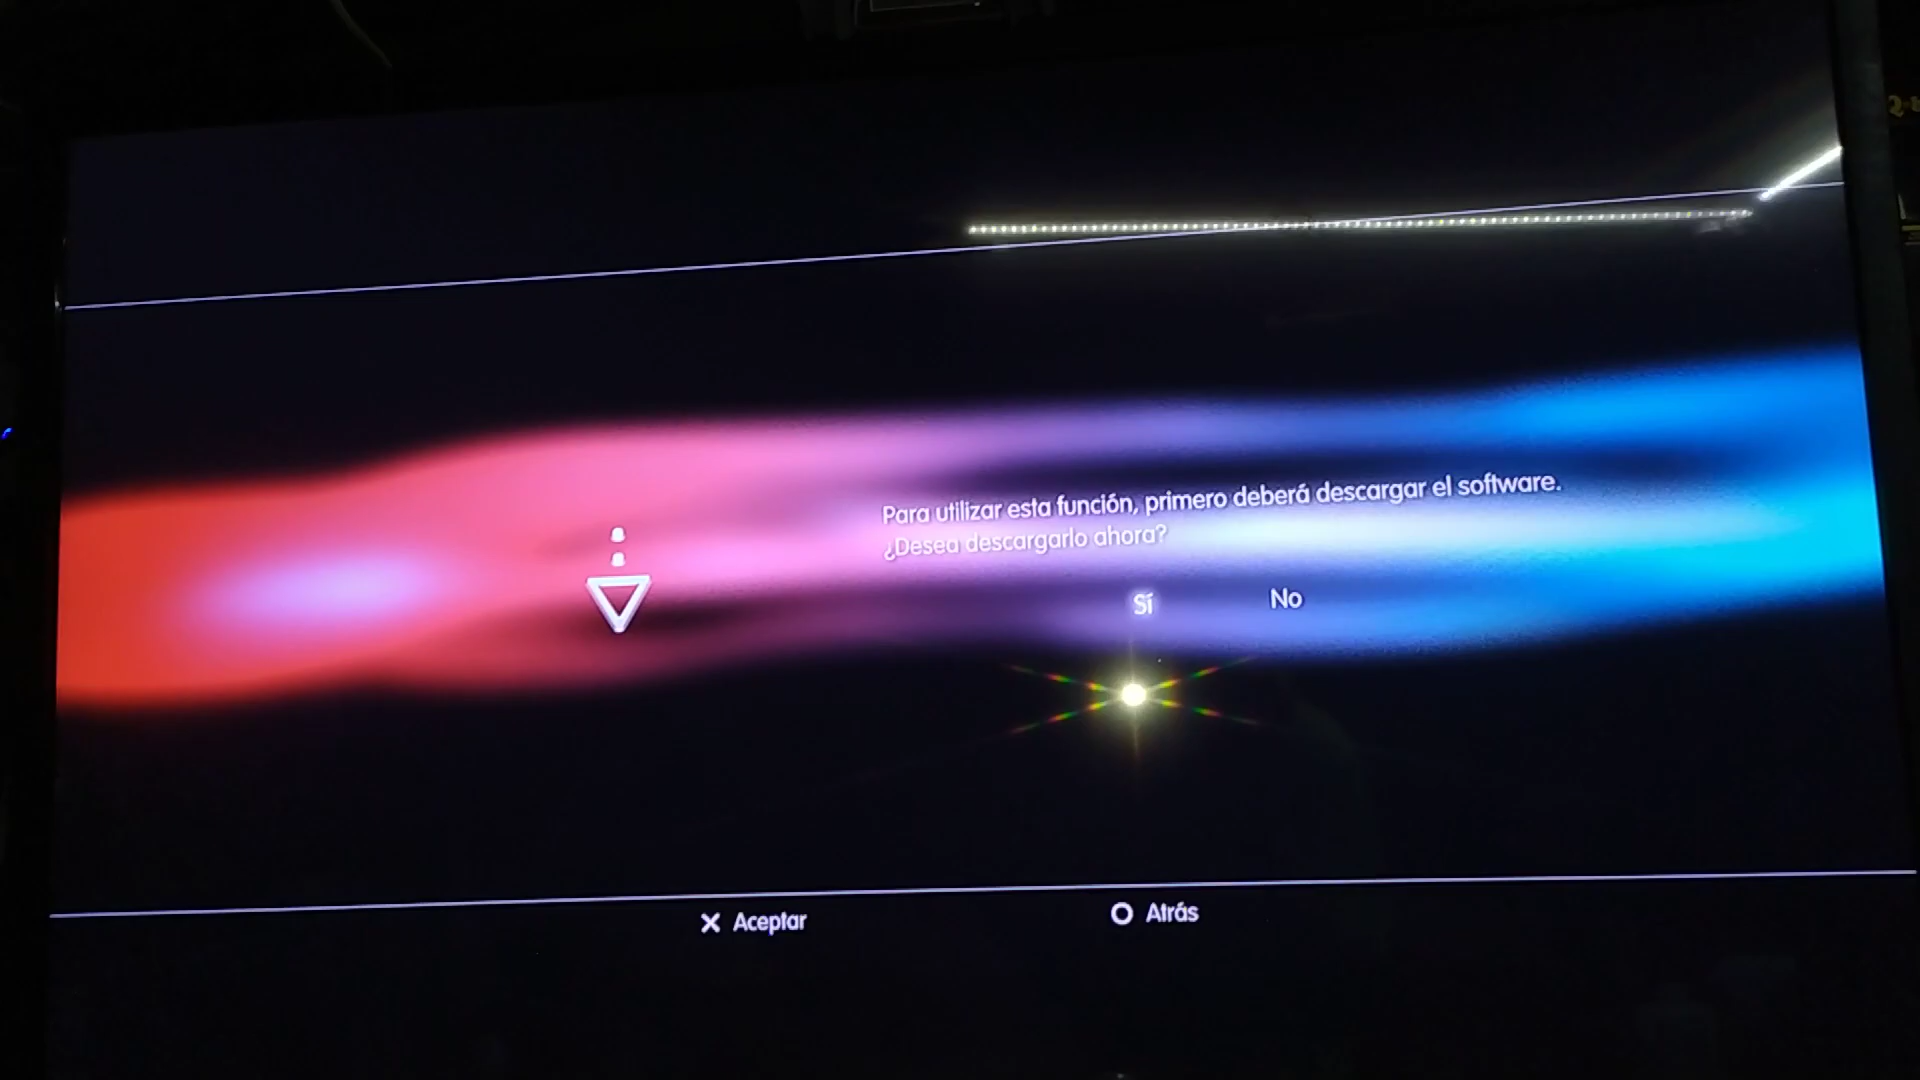 Para utilizar esta función, primero deberá descargar el software.
¿Desea descargarlo ahora?
Sí No
X Aceptar O Atrás